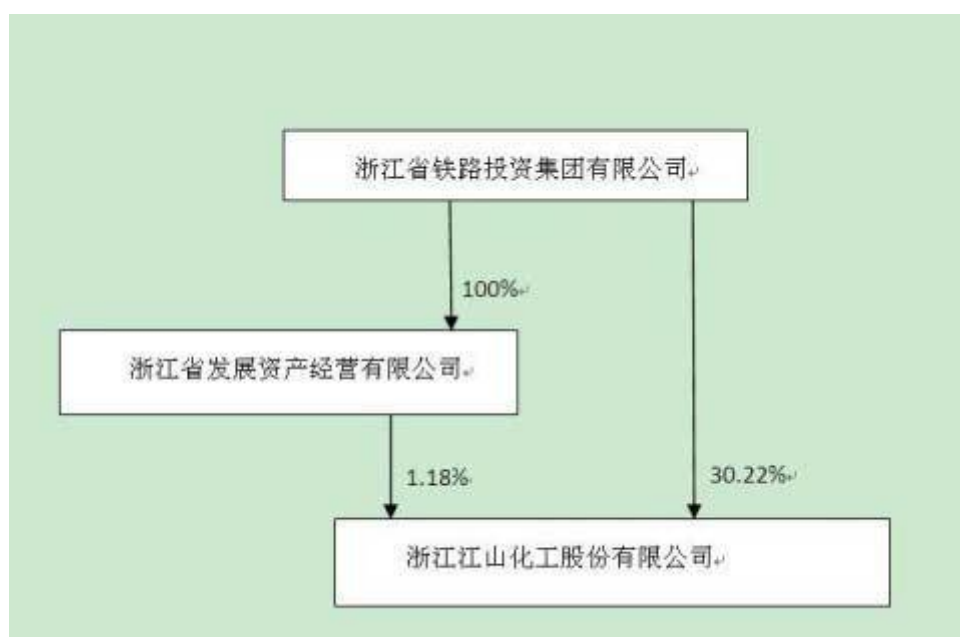 浙江省铁路投资集团有限公司
100%
浙江省发展资产经营有限公司
1.18%
30.22%
浙江江山化工股份有限公司